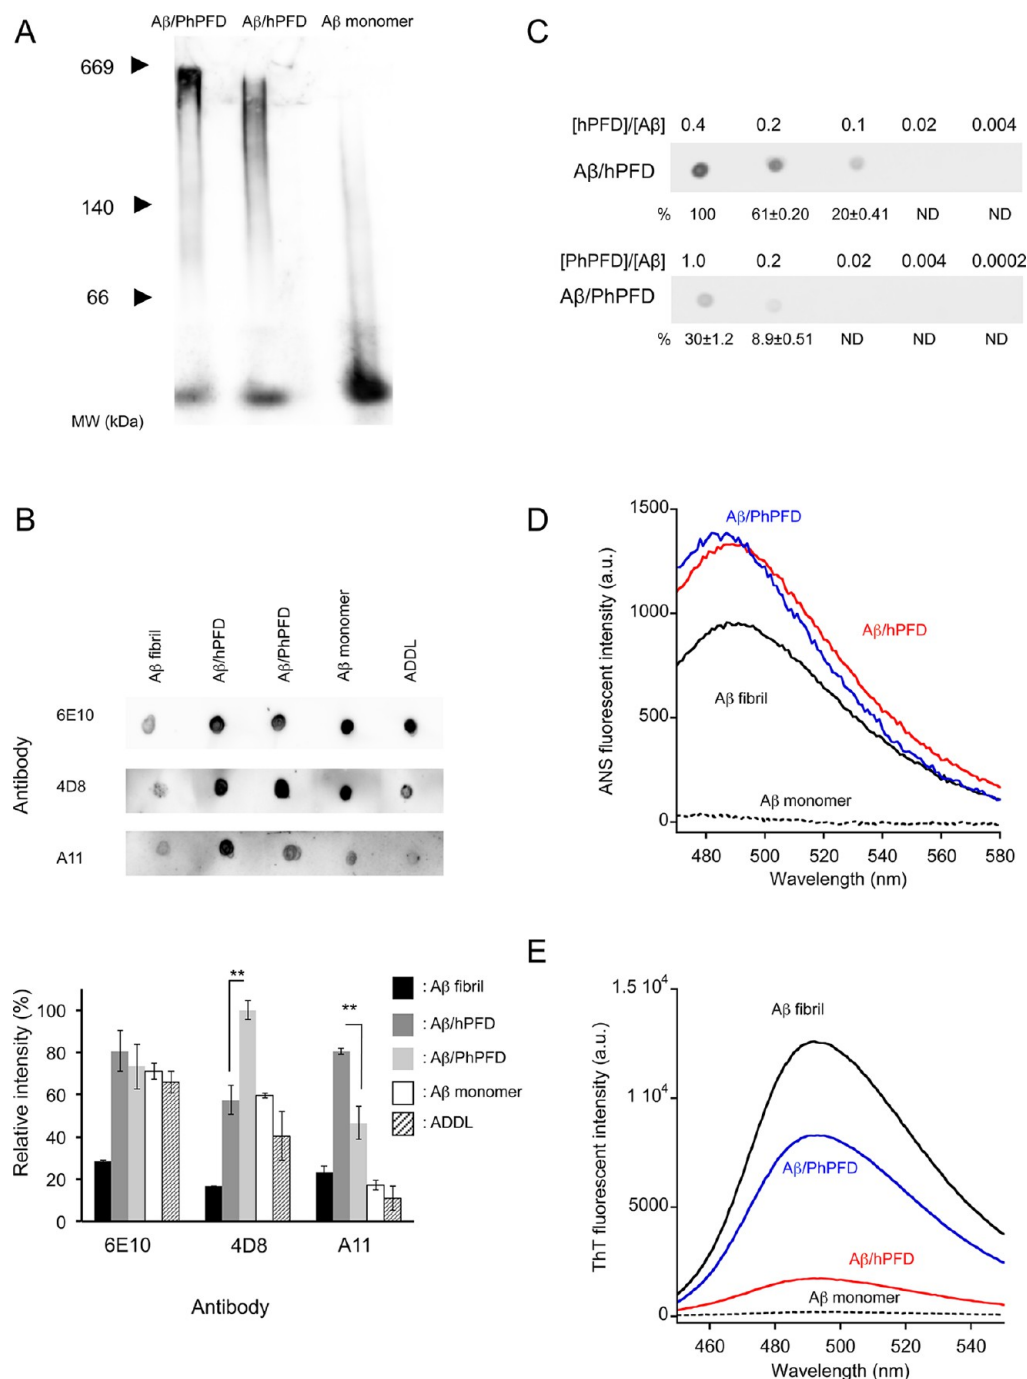 A
Aβ/PhPFD Aβ/hPFD Aβ monomer
669
140
66
MW (kDa)
C
[hPFD]/[Aβ] 0.4 0.2 0.1 0.02 0.004
Aβ/hPFD
% 100 61±0.20 20±0.41 ND ND
[PhPFD]/[Aβ] 1.0 0.2 0.02 0.004 0.0002
Aβ/PhPFD
% 30±1.2 8.9±0.51 ND ND ND
B
Aβ fibril
Aβ/hPFD
Aβ/PhPFD
Aβ monomer
ADDL
Antibody
6E10
4D8
A11
Relative intensity (%)
100
80
60
40
20
0
**
**
: Aβ fibril
: Aβ/hPFD
: Aβ/PhPFD
: Aβ monomer
: ADDL
6E10 4D8 A11
Antibody
D
ANS fluorescent intensity (a.u.)
1500
1000
500
0
Aβ/PhPFD
Aβ/hPFD
Aβ fibril
Aβ monomer
480 500 520 540 560 580
Wavelength (nm)
E
ThT fluorescent intensity (a.u.)
1.5 10⁴
1 10⁴
5000
0
Aβ fibril
Aβ/PhPFD
Aβ/hPFD
Aβ monomer
460 480 500 520 540
Wavelength (nm)